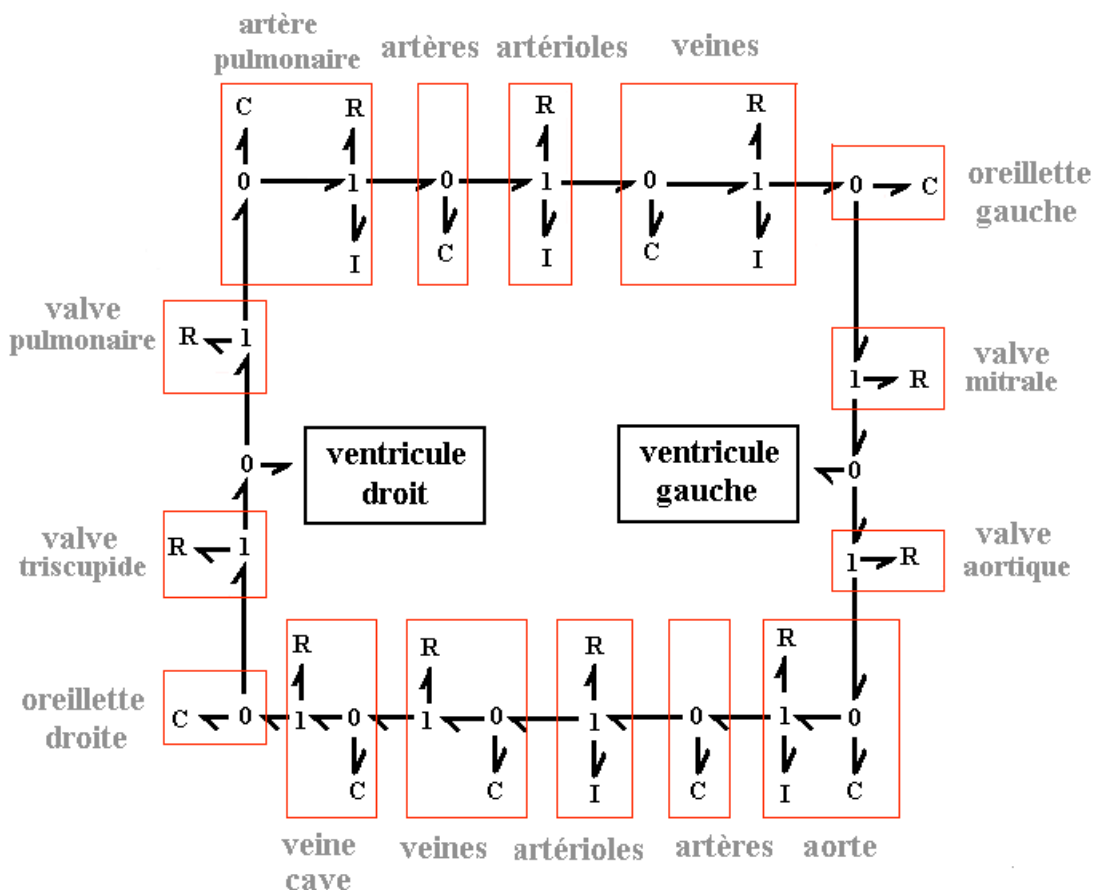 artère
pulmonaire
artères
artérioles
veines
C R R R
0 1 0 1 0 1 0 C
I C I C I
oreillette
gauche
valve
pulmonaire
R 1
valve
mitrale
1 R
0
ventricule
droit
ventricule
gauche
0
valve
triscupide
R 1
valve
aortique
1 R
R R R R
oreillette
droite
C 0 1 0 1 0 1 0 1 0
C C I C I C
veine
cave
veines
artérioles
artères
aorte